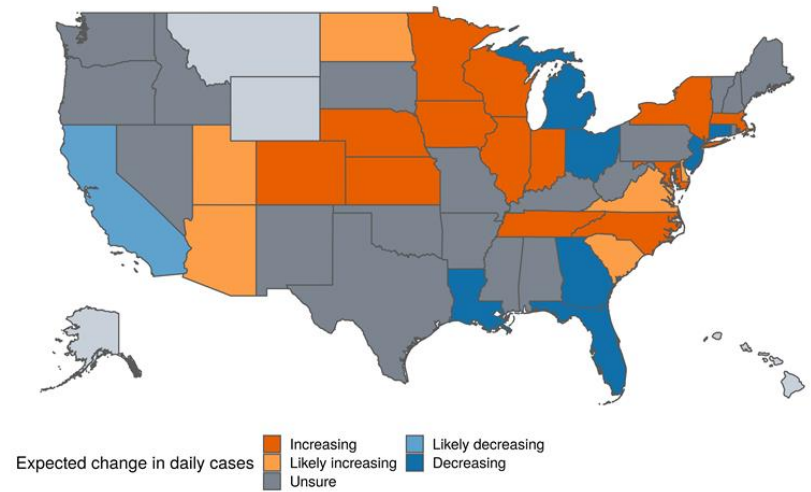 Expected change in daily cases
Increasing
Likely increasing
Unsure
Likely decreasing
Decreasing